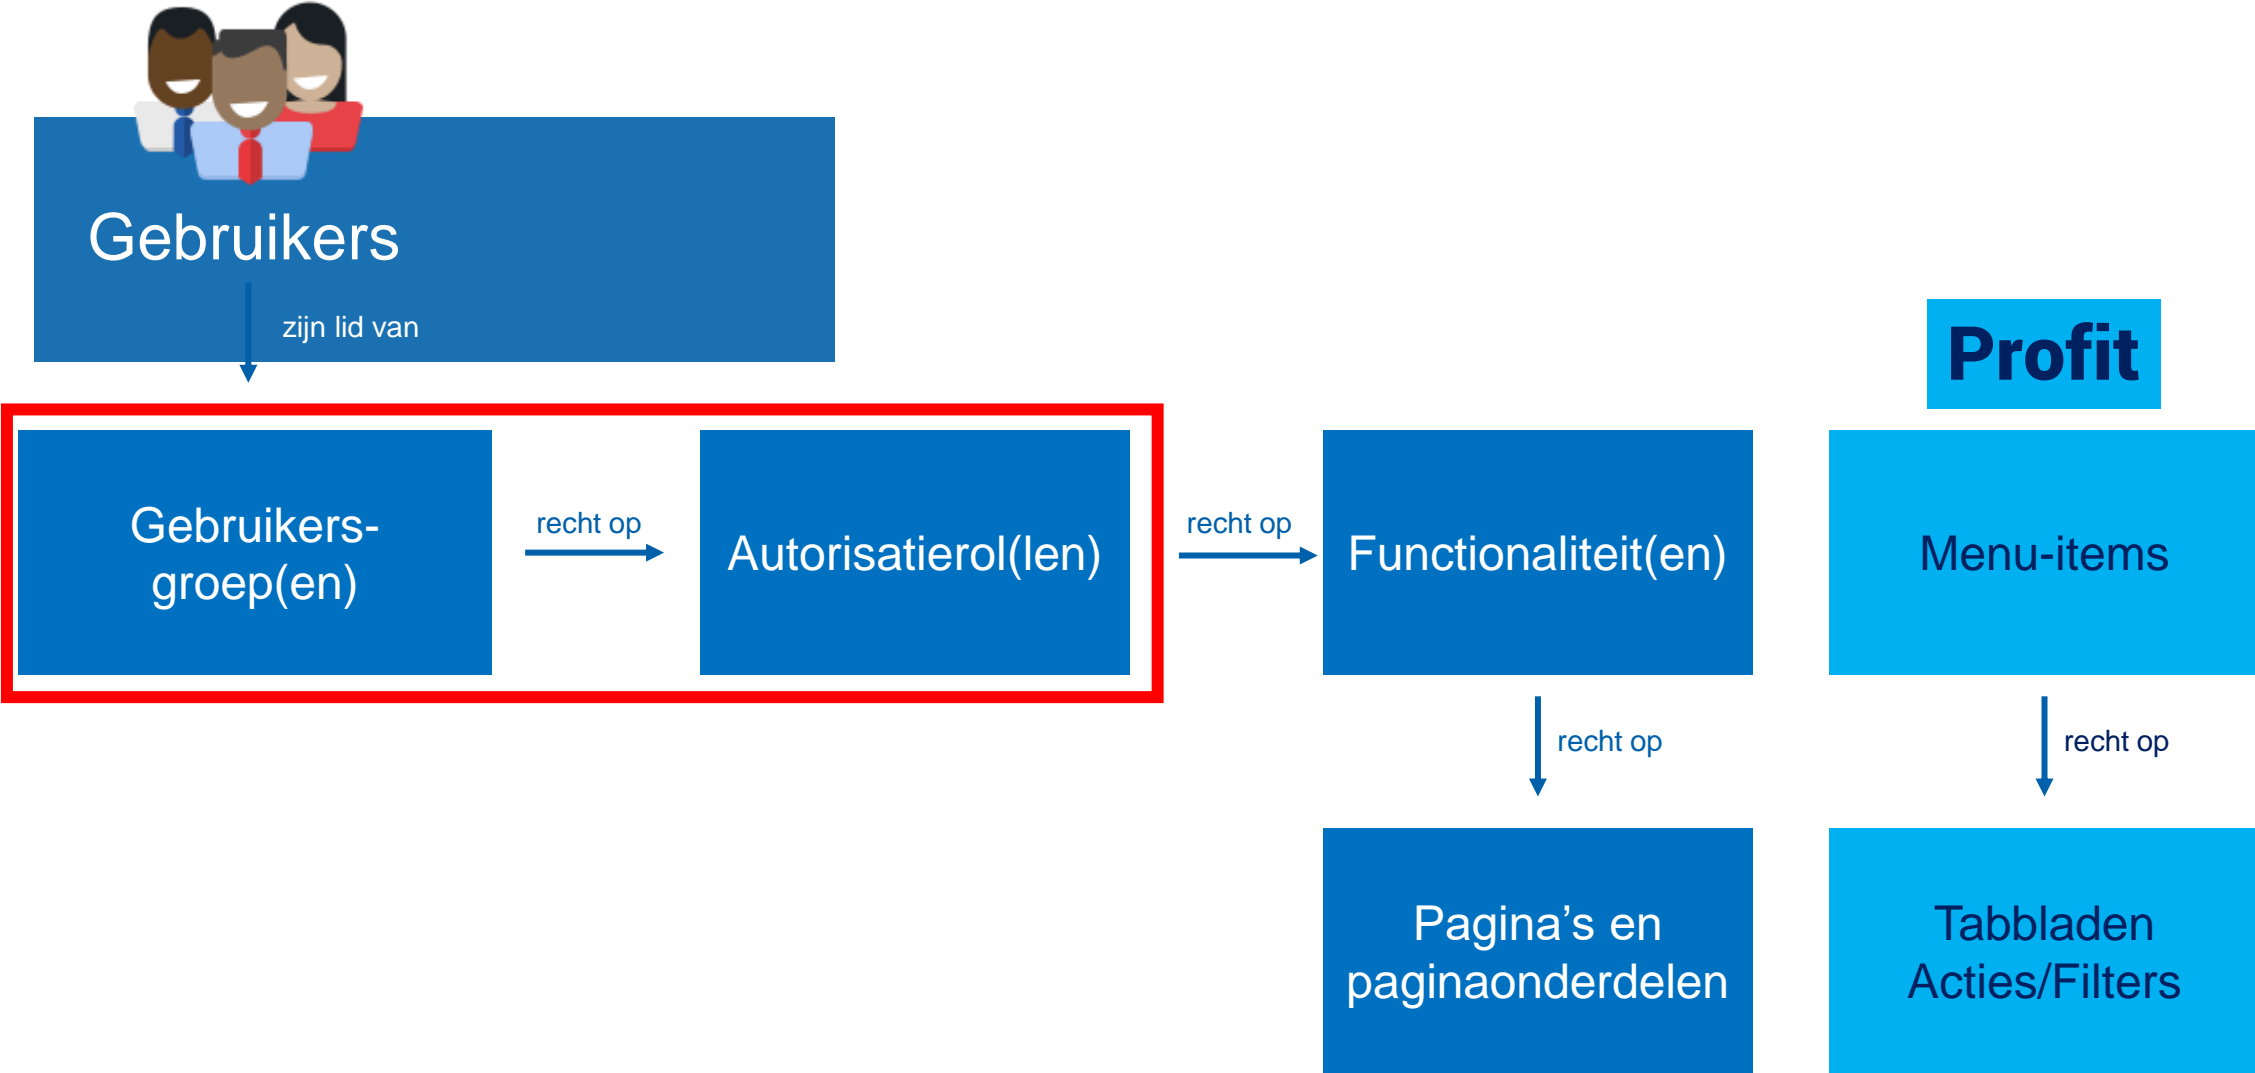 Gebruikers
zijn lid van
Profit
Gebruikers-
groep(en)
recht op
Autorisatierol(len)
recht op
Functionaliteit(en)
Menu-items
recht op
recht op
Pagina’s en
paginaonderdelen
Tabbladen
Acties/Filters